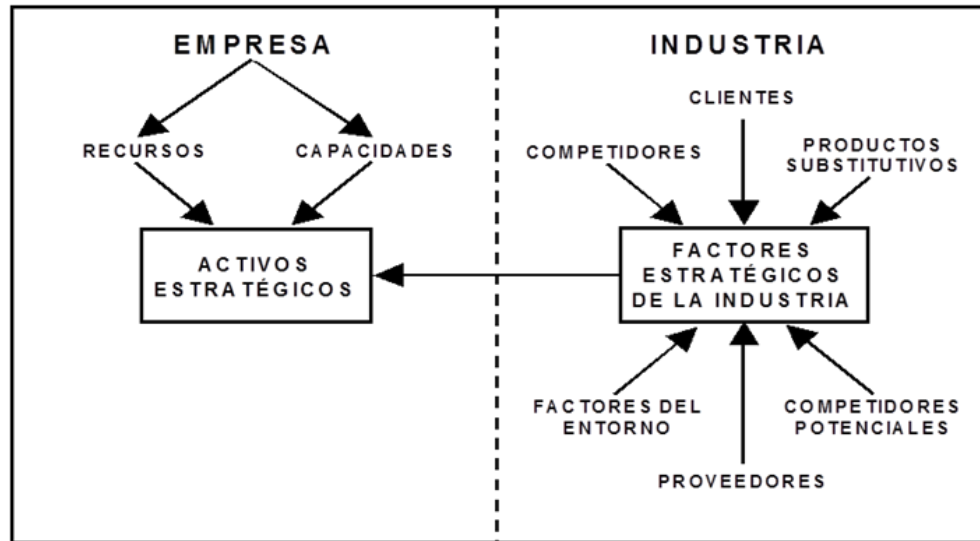 EMPRESA
RECURSOS
CAPACIDADES
ACTIVOS
ESTRATÉGICOS
INDUSTRIA
CLIENTES
COMPETIDORES
PRODUCTOS
SUBSTITUTIVOS
FACTORES
ESTRATÉGICOS
DE LA INDUSTRIA
FACTORES DEL
ENTORNO
COMPETIDORES
POTENCIALES
PROVEEDORES